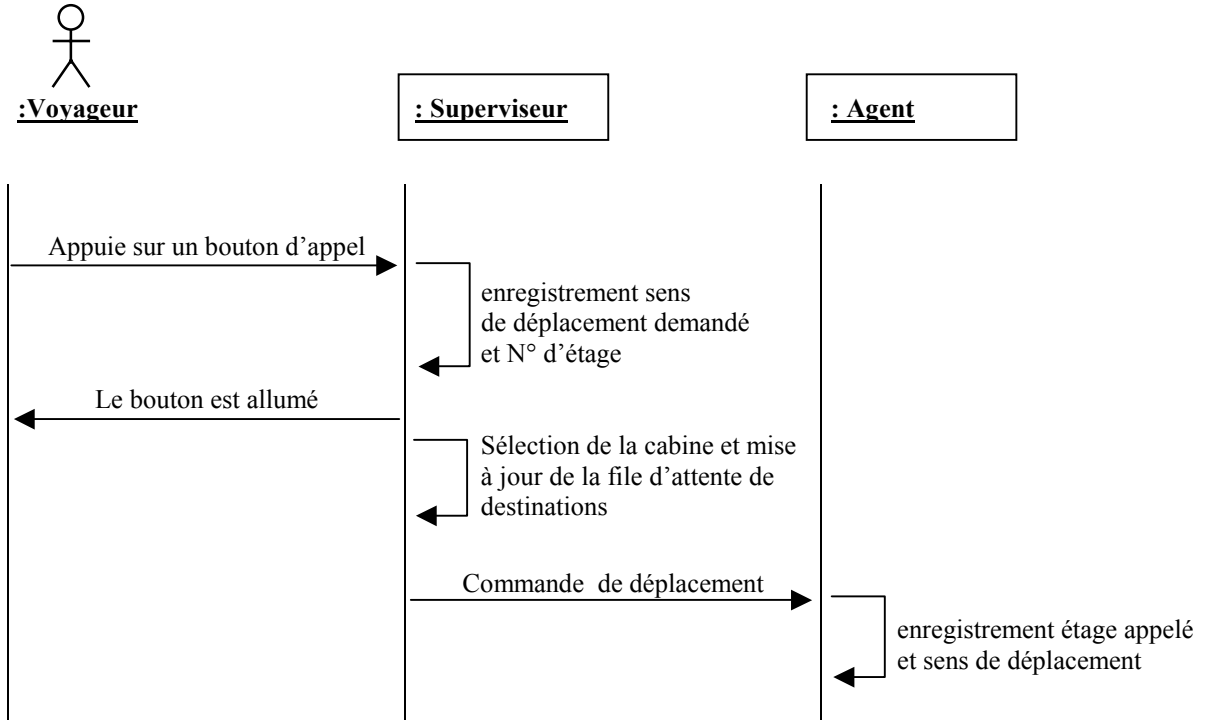 :Voyageur
: Superviseur
: Agent
Appuie sur un bouton d’appel
enregistrement sens
de déplacement demandé
et N° d’étage
Le bouton est allumé
Sélection de la cabine et mise
à jour de la file d’attente de
destinations
Commande de déplacement
enregistrement étage appelé
et sens de déplacement